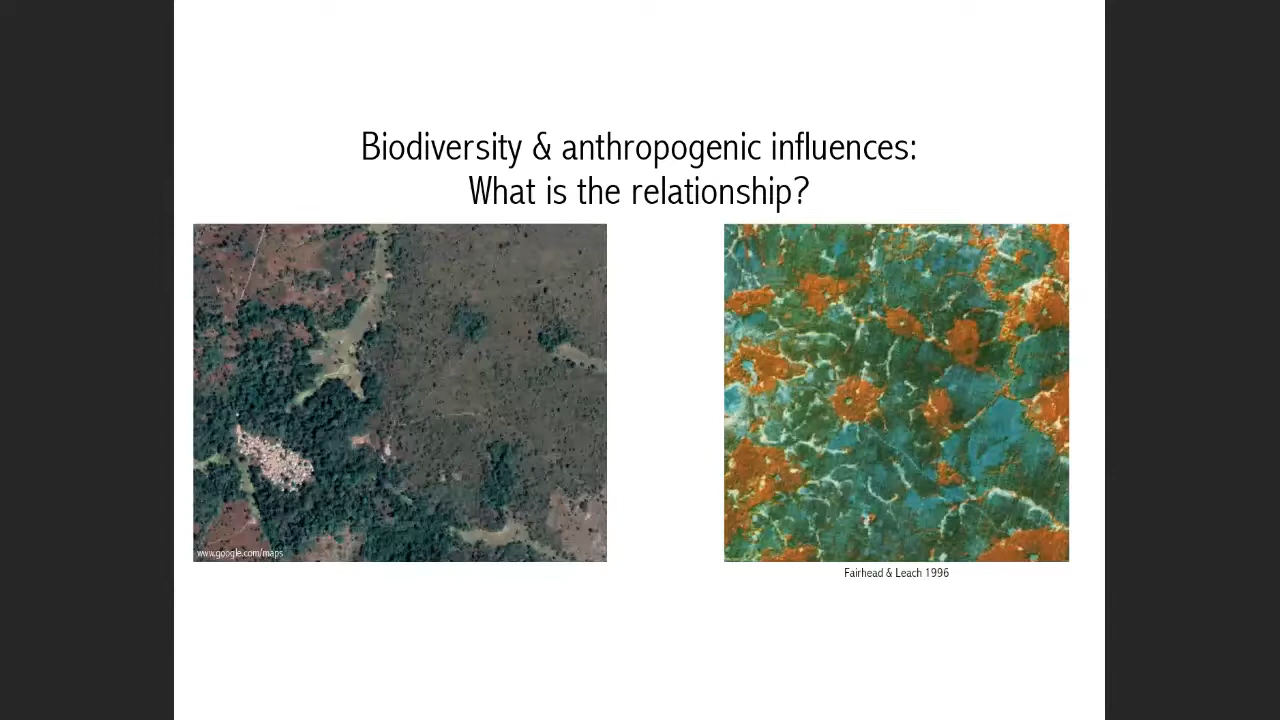 Biodiversity & anthropogenic influences:
What is the relationship?
www.google.com/maps
Fairhead & Leach 1996